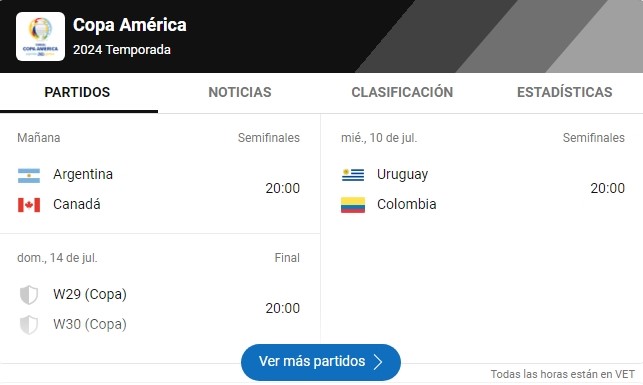 COPA AMERICA
Copa América
2024 Temporada
PARTIDOS
NOTICIAS
CLASIFICACIÓN
ESTADÍSTICAS
Mañana
Semifinales
Argentina
Canadá
20:00
mié., 10 de jul.
Semifinales
Uruguay
Colombia
20:00
dom., 14 de jul.
Final
W29 (Copa)
W30 (Copa)
20:00
Ver más partidos
Todas las horas están en VET